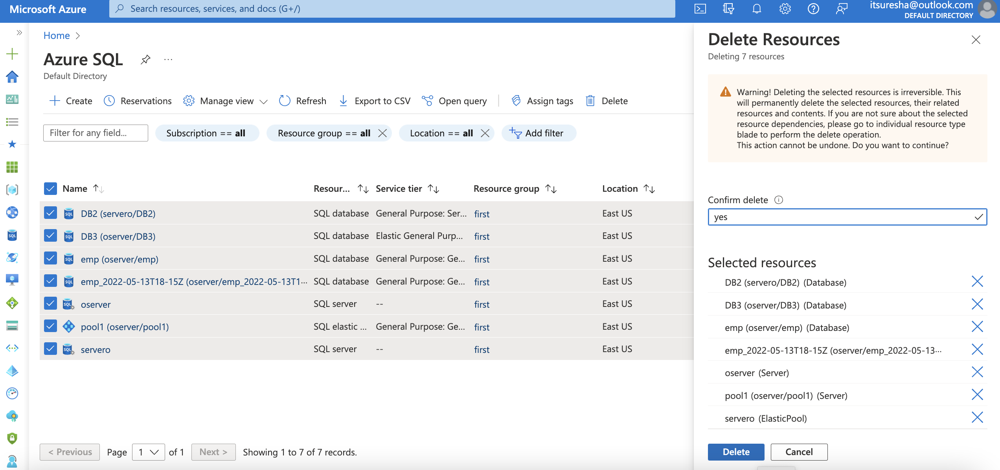 Microsoft Azure
Search resources, services, and docs (G+/)
itsuresha@outlook.com
DEFAULT DIRECTORY
Home
Azure SQL
...
Default Directory
Create
Reservations
Manage view
Refresh
Export to CSV
Open query
Assign tags
Delete
Filter for any field...
Subscription == all
Resource group == all
Location == all
Add filter
Name Resour... Service tier Resource group Location
DB2 (servero/DB2) SQL database General Purpose: Ser... first East US
DB3 (oserver/DB3) SQL database Elastic General Purp... first East US
emp (oserver/emp) SQL database General Purpose: Ge... first East US
emp_2022-05-13T18-15Z (oserver/emp_2022-05-13T1... SQL database General Purpose: Ge... first East US
oserver SQL server -- first East US
pool1 (oserver/pool1) SQL elastic ... General Purpose: Ge... first East US
servero SQL server -- first East US
< Previous Page 1 of 1 Next > Showing 1 to 7 of 7 records.
Delete Resources
Deleting 7 resources
Warning! Deleting the selected resources is irreversible. This
will permanently delete the selected resources, their related
resources and contents. If you are not sure about the selected
resource dependencies, please go to individual resource type
blade to perform the delete operation.
This action cannot be undone. Do you want to continue?
Confirm delete
yes
Selected resources
DB2 (servero/DB2) (Database)
DB3 (oserver/DB3) (Database)
emp (oserver/emp) (Database)
emp_2022-05-13T18-15Z (oserver/emp_2022-05-13...
oserver (Server)
pool1 (oserver/pool1) (Server)
servero (ElasticPool)
Delete
Cancel